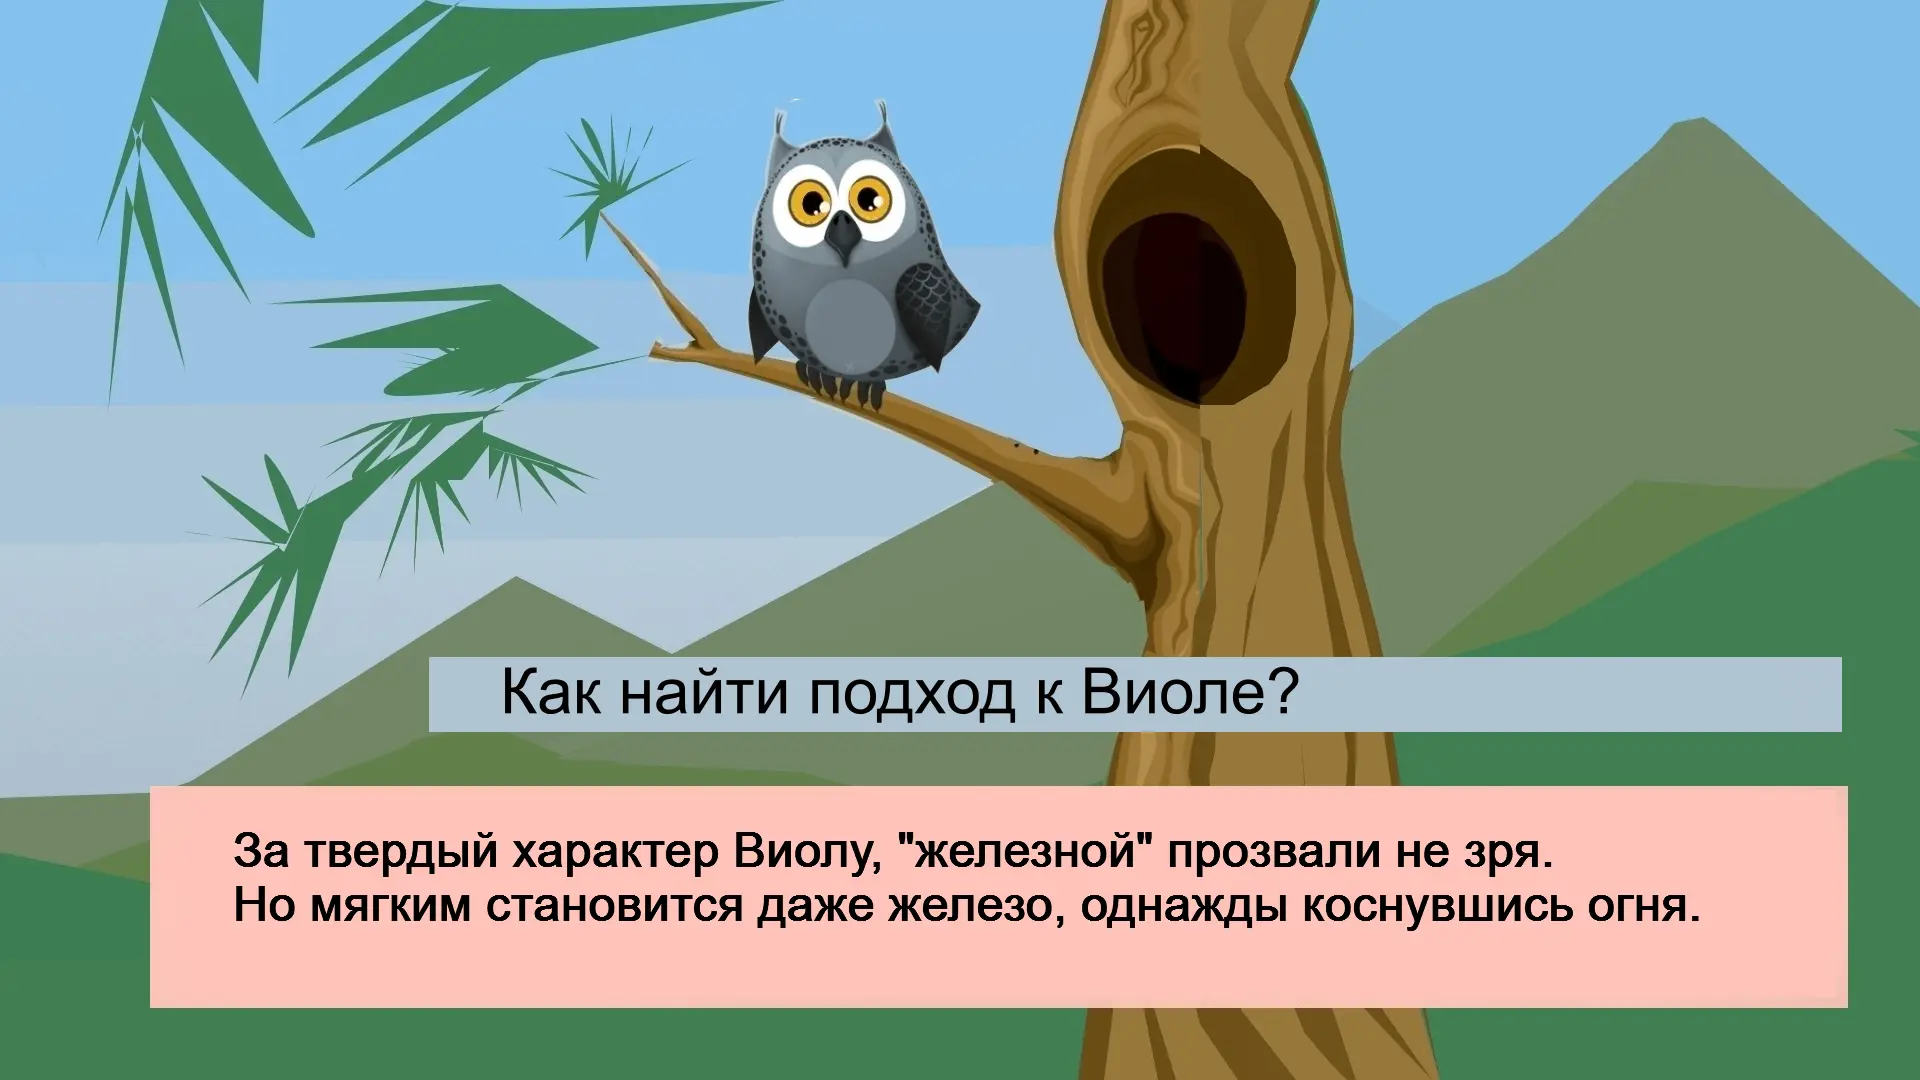 Как найти подход к Виоле?
За твердый характер Виолу, "железной" прозвали не зря.
Но мягким становится даже железо, однажды коснувшись огня.